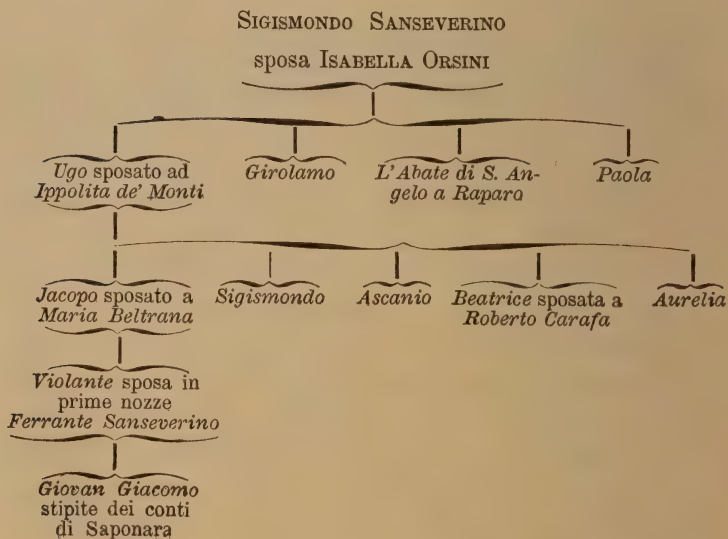 SIGISMONDO SANSEVERINO
sposa ISABELLA ORSINI
Ugo sposato ad
Ippolita de' Monti
Girolamo
L'Abate di S. An-
gelo a Raparo
Paola
Jacopo sposato a
Maria Beltrana
Sigismondo
Ascanio
Beatrice sposata a
Roberto Carafa
Aurelia
Violante sposa in
prime nozze
Ferrante Sanseverino
Giovan Giacomo
stipite dei conti
di Saponara